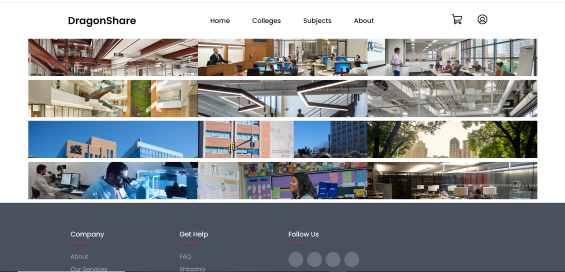 DragonShare
Home Colleges Subjects About
Company Get Help Follow Us
About FAQ
Our Services Shipping